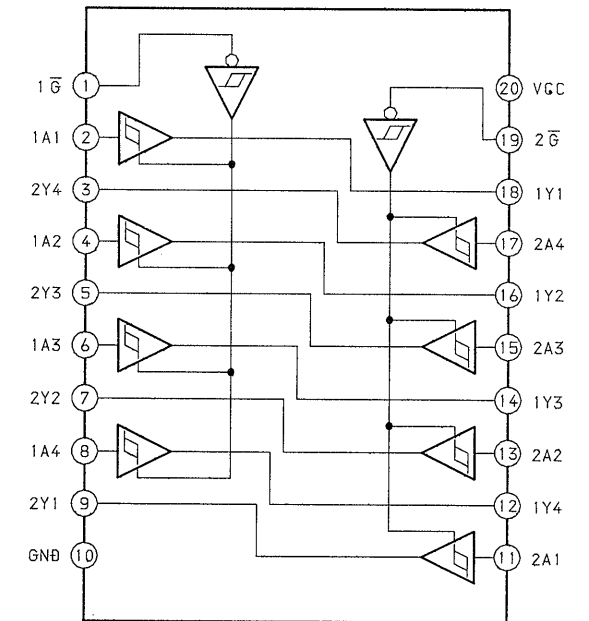 1G̅ 1
1A1 2
2Y4 3
1A2 4
2Y3 5
1A3 6
2Y2 7
1A4 8
2Y1 9
GND 10
20 VCC
19 2G̅
18 1Y1
17 2A4
16 1Y2
15 2A3
14 1Y3
13 2A2
12 1Y4
11 2A1